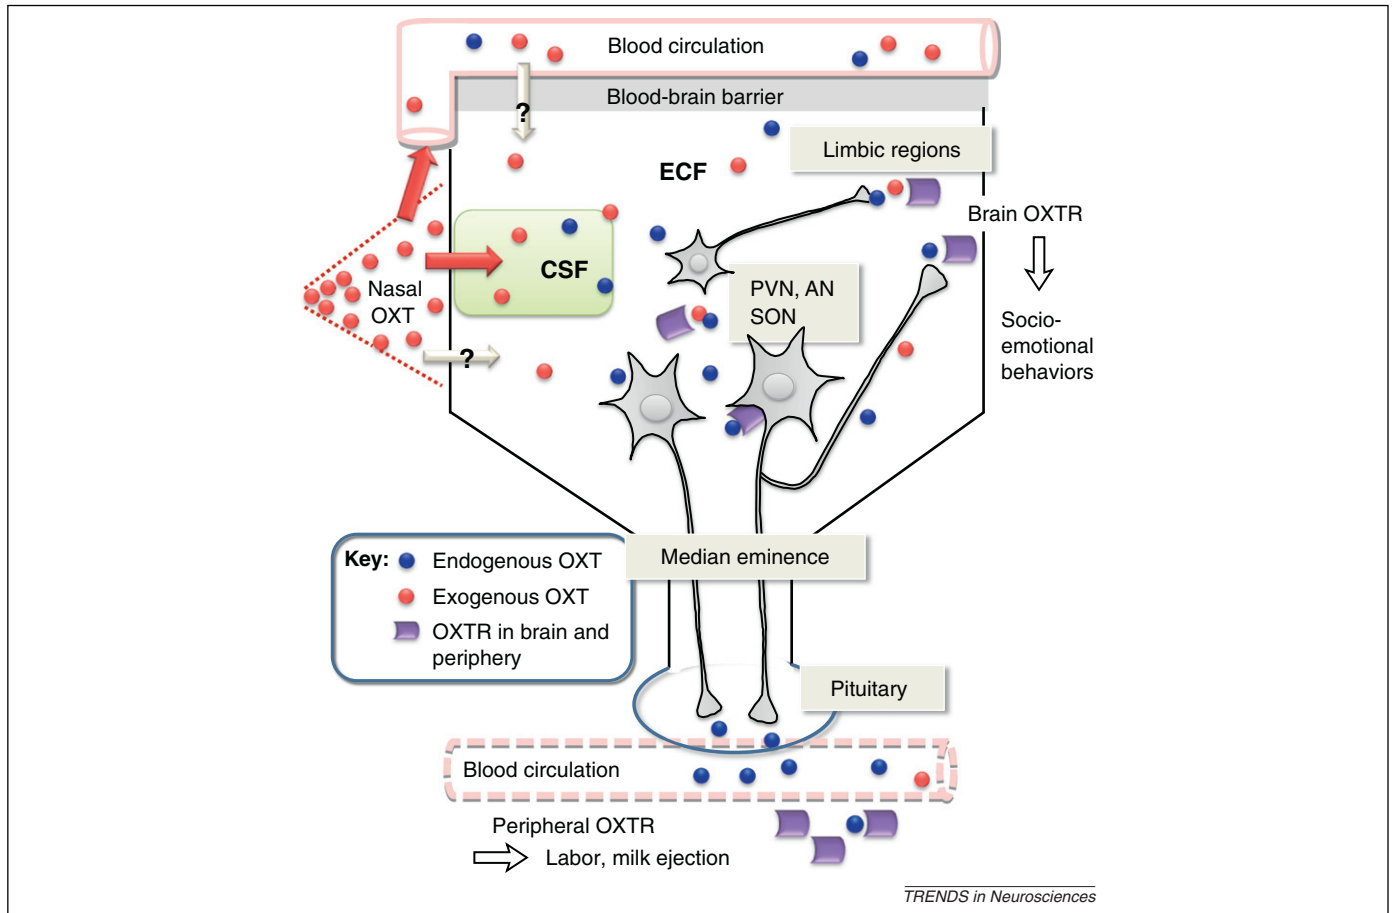 Blood circulation
Blood-brain barrier
?
Limbic regions
ECF
Brain OXTR
CSF
Nasal
OXT
PVN, AN
SON
Socio-
emotional
behaviors
?
Key:
Endogenous OXT
Exogenous OXT
OXTR in brain and
periphery
Median eminence
Pituitary
Blood circulation
Peripheral OXTR
Labor, milk ejection
TRENDS in Neurosciences